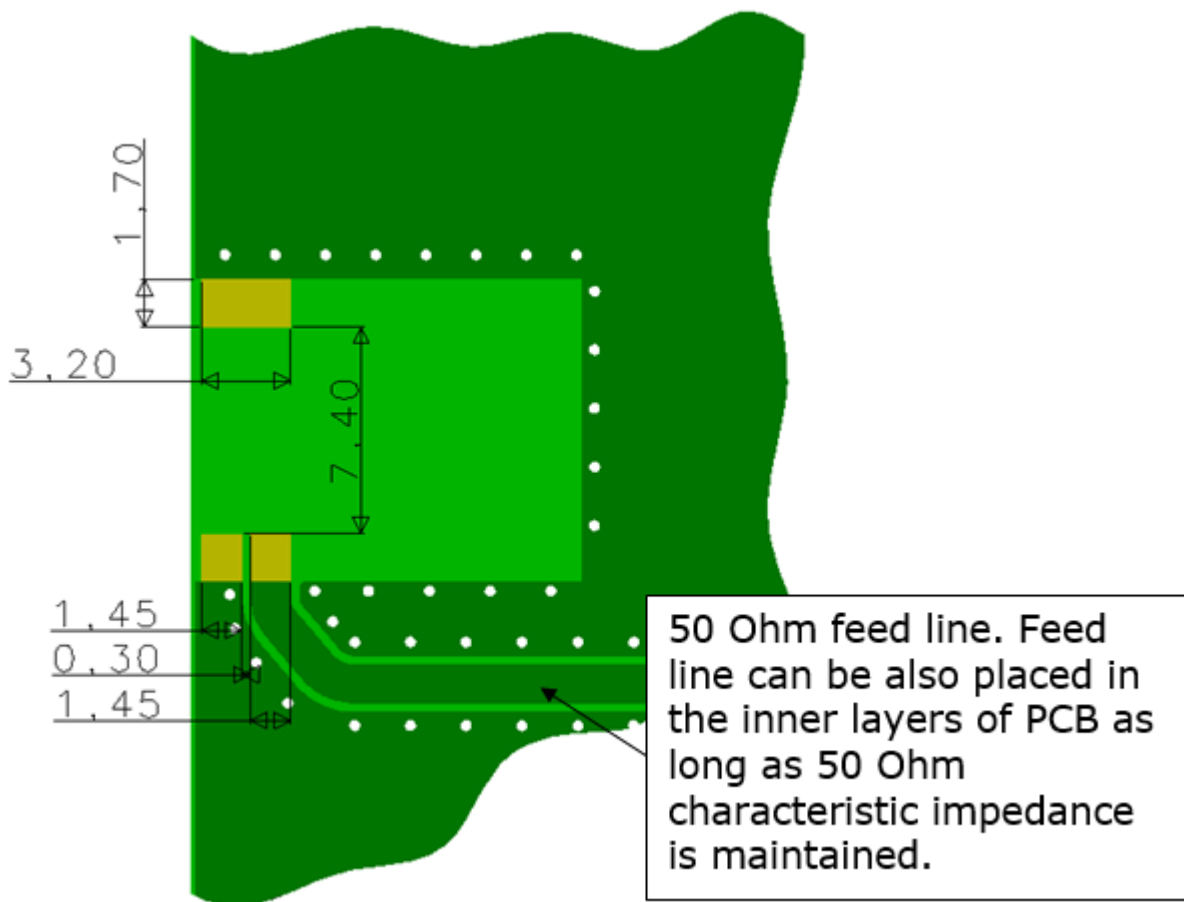 1,70
3,20
7,40
1,45
0,30
1,45
50 Ohm feed line. Feed
line can be also placed in
the inner layers of PCB as
long as 50 Ohm
characteristic impedance
is maintained.